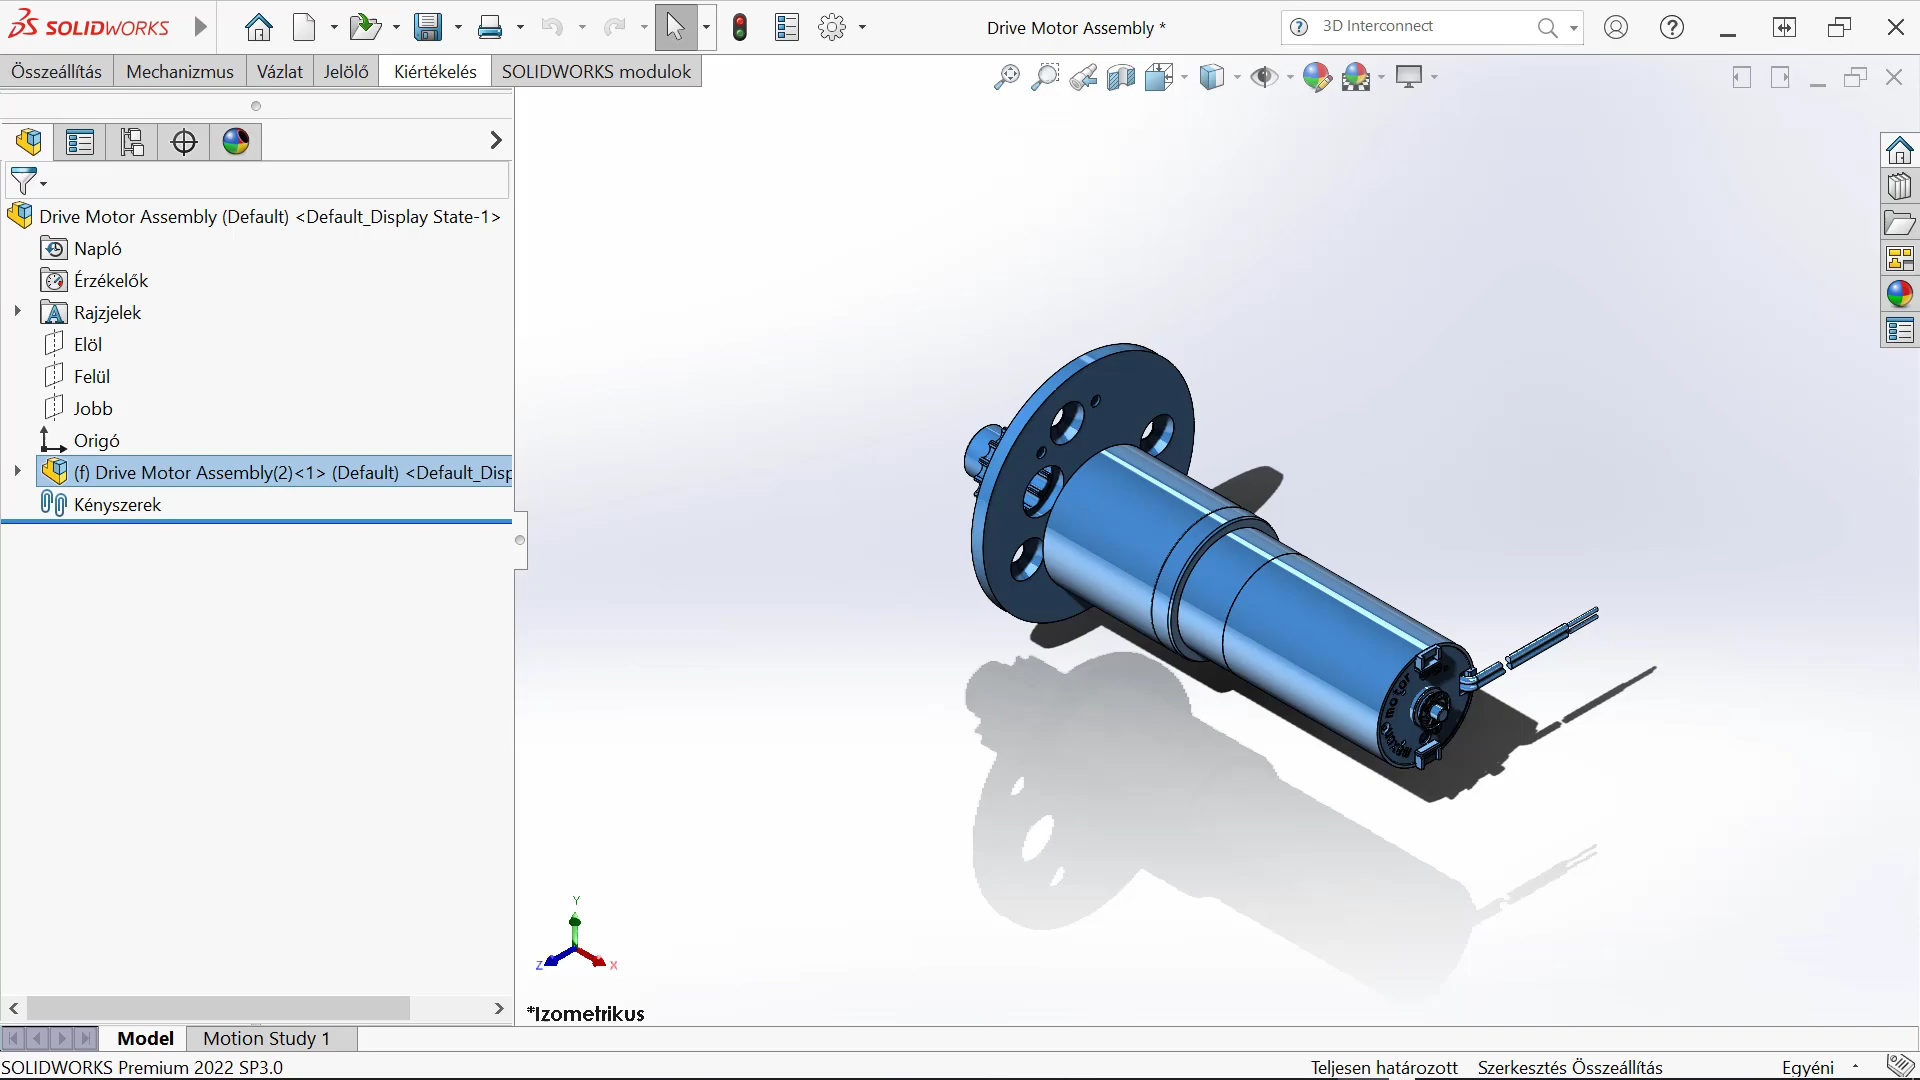 SOLIDWORKS
Drive Motor Assembly *
3D Interconnect
Összeállítás
Mechanizmus
Vázlat
Jelölő
Kiértékelés
SOLIDWORKS modulok
Drive Motor Assembly (Default) <Default_Display State-1>
Napló
Érzékelők
Rajzjelek
Elöl
Felül
Jobb
Origó
(f) Drive Motor Assembly(2)<1> (Default) <Default_Disp
Kényszerek
motor
Y
Z
X
*Izometrikus
Model
Motion Study 1
SOLIDWORKS Premium 2022 SP3.0
Teljesen határozott
Szerkesztés Összeállítás
Egyéni